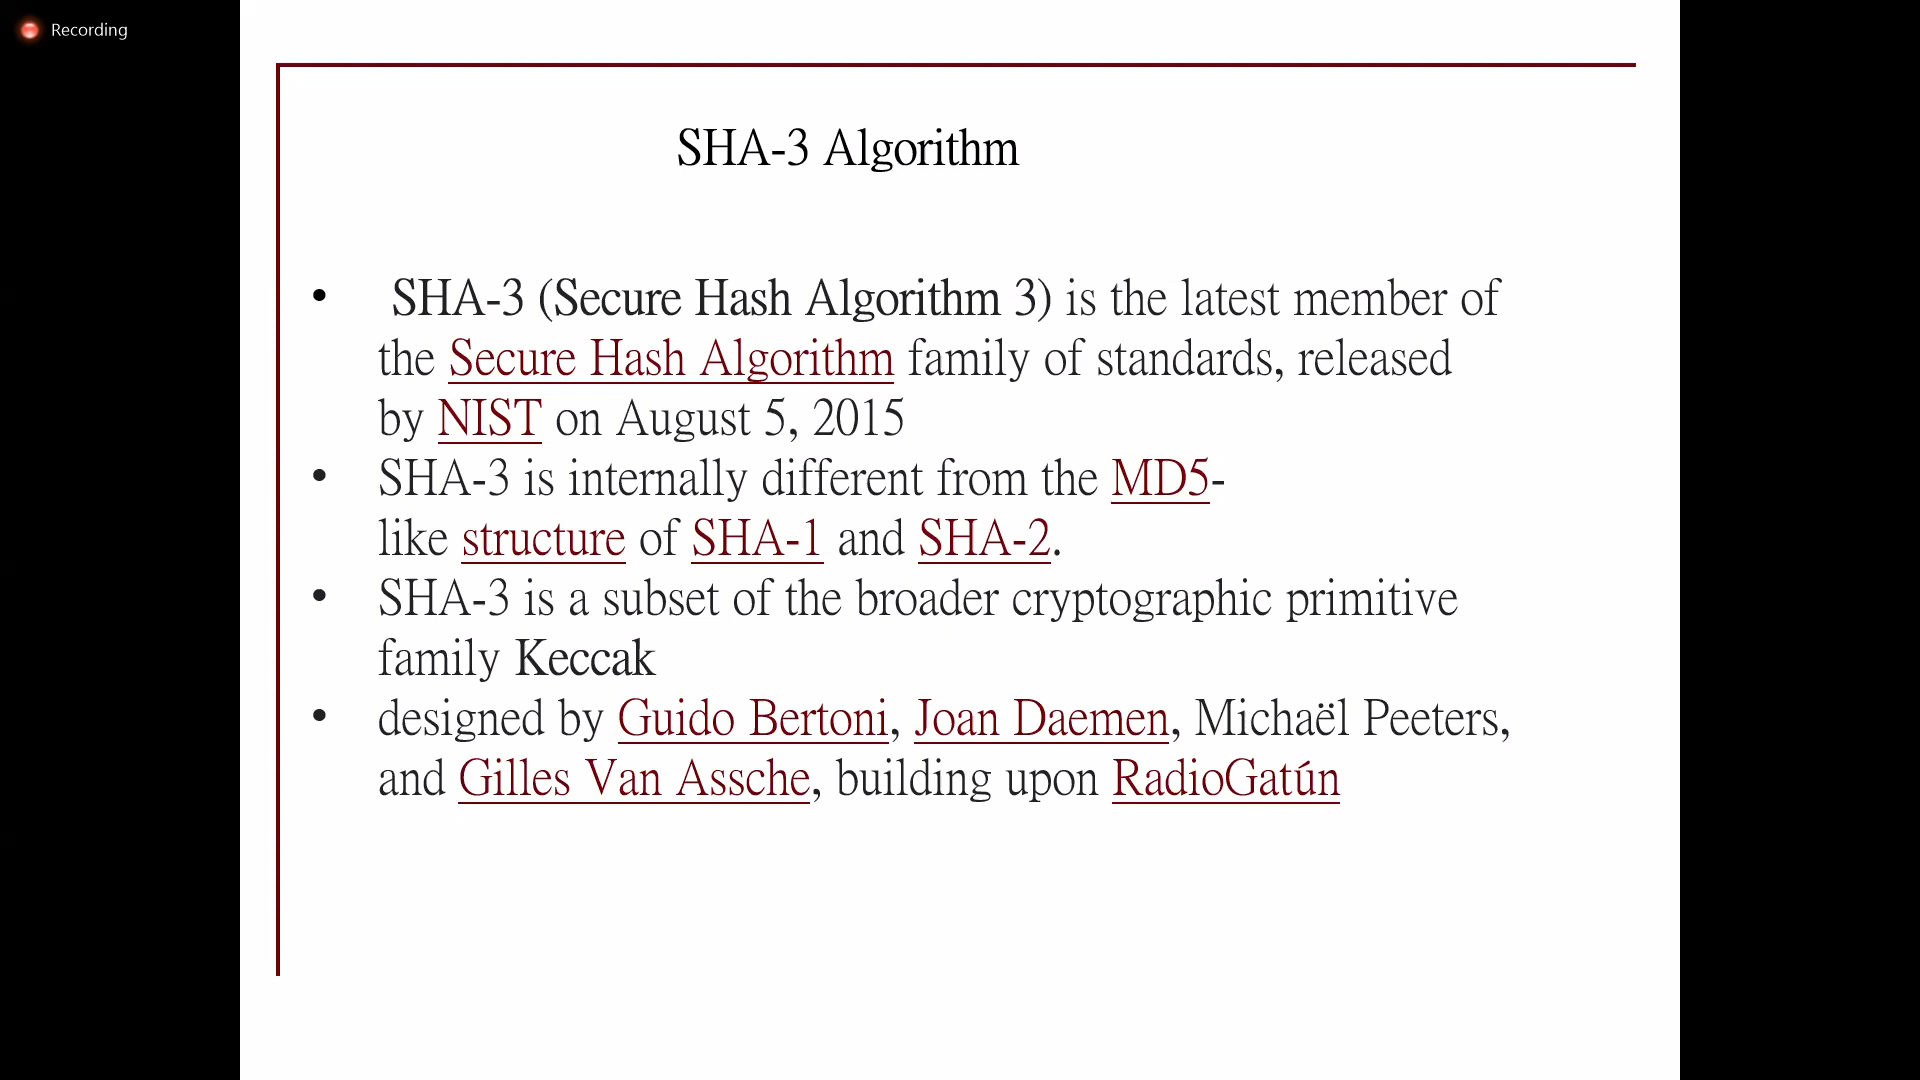 Recording
SHA-3 Algorithm
• SHA-3 (Secure Hash Algorithm 3) is the latest member of
the Secure Hash Algorithm family of standards, released
by NIST on August 5, 2015
• SHA-3 is internally different from the MD5-
like structure of SHA-1 and SHA-2.
• SHA-3 is a subset of the broader cryptographic primitive
family Keccak
• designed by Guido Bertoni, Joan Daemen, Michaël Peeters,
and Gilles Van Assche, building upon RadioGatún